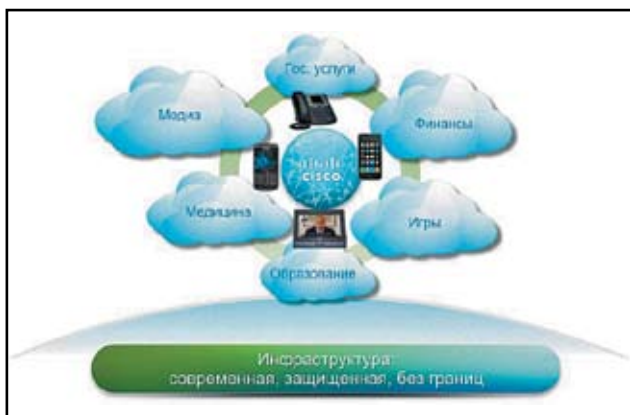 Гос. услуги
Медиа
Финансы
CISCO
Медицина
Игры
Образование
Инфраструктура:
современная, защищенная, без границ